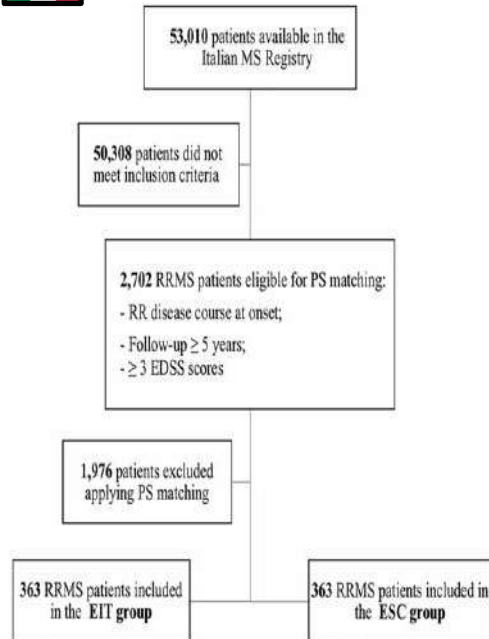 53,010 patients available in the
Italian MS Registry
50,308 patients did not
meet inclusion criteria
2,702 RRMS patients eligible for PS matching:
- RR disease course at onset;
- Follow-up ≥ 5 years;
- ≥ 3 EDSS scores
1,976 patients excluded
applying PS matching
363 RRMS patients included
in the EIT group
363 RRMS patients included in
the ESC group